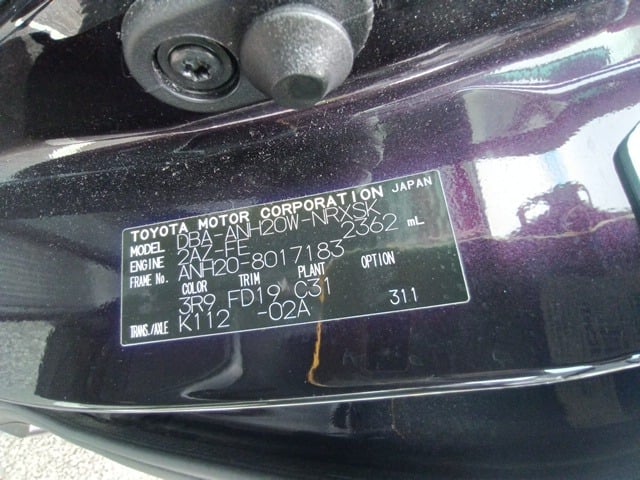 TOYOTA MOTOR CORPORATION JAPAN
MODEL DBA-ANH20W-NRXSK
ENGINE 2AZ-FE 2362 mL
FRAME NO. ANH20-8017183
COLOR TRIM PLANT OPTION
3R9 FD19 C31
TRANS./AXLE K112 -02A 311